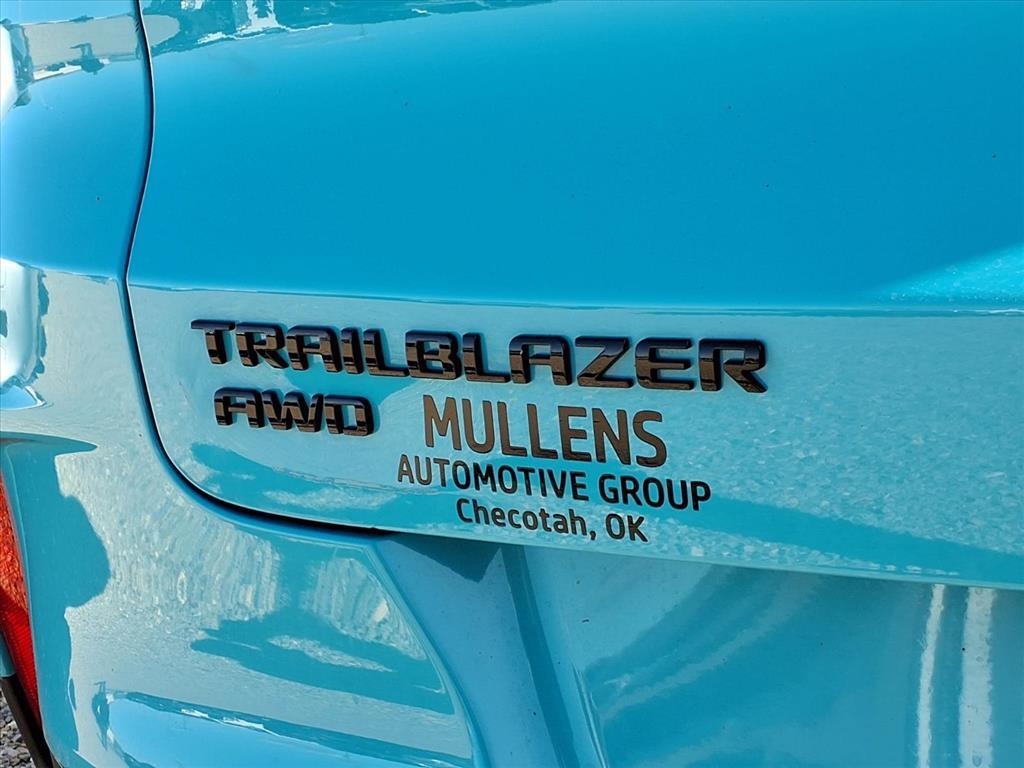 TRAILBLAZER
AWD
MULLENS
AUTOMOTIVE GROUP
Checotah, OK